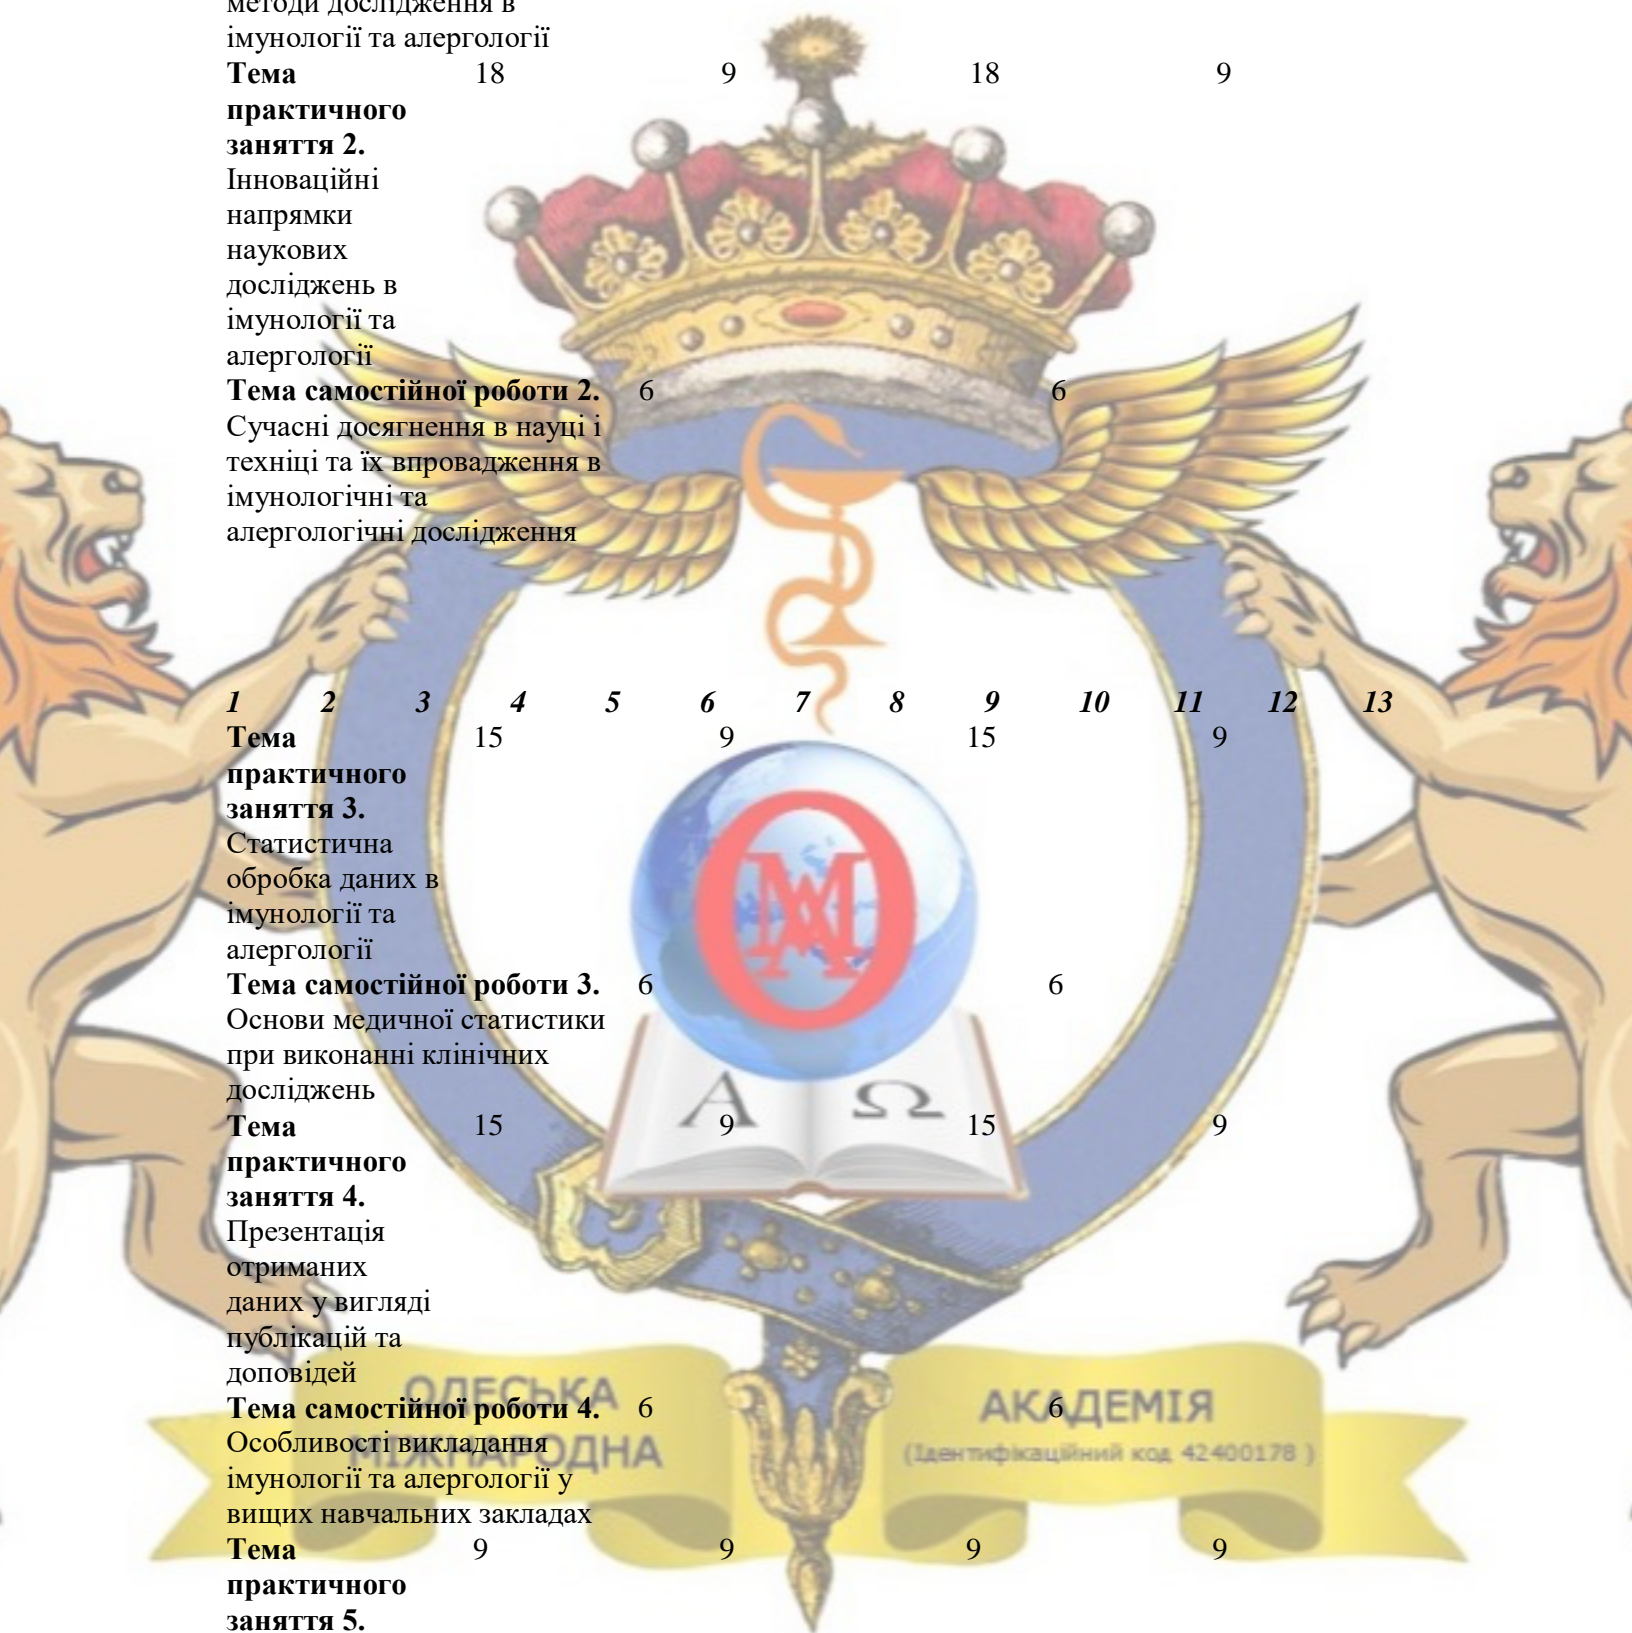 методи дослідження в
імунології та алергології
Тема 18 9 18 9
практичного
заняття 2.
Інноваційні
напрямки
наукових
досліджень в
імунології та
алергології
Тема самостійної роботи 2. 6 6
Сучасні досягнення в науці і
техніці та їх впровадження в
імунологічні та
алергологічні дослідження
1 2 3 4 5 6 7 8 9 10 11 12 13
Тема 15 9 15 9
практичного
заняття 3.
Статистична
обробка даних в
імунології та
алергології
Тема самостійної роботи 3. 6 6
Основи медичної статистики
при виконанні клінічних
досліджень
Тема 15 9 15 9
практичного
заняття 4.
Презентація
отриманих
даних у вигляді
публікацій та
доповідей
Тема самостійної роботи 4. 6 6
Особливості викладання
імунології та алергології у
вищих навчальних закладах
Тема 9 9 9 9
практичного
заняття 5.
Α Ω
ОДЕСЬКА
МІЖНАРОДНА
АКАДЕМІЯ
(Ідентифікаційний код 42400178 )